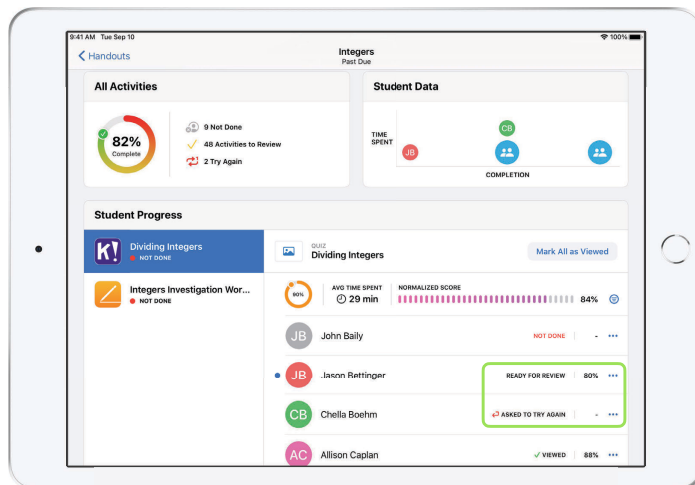 9:41 AM Tue Sep 10
100%
Handouts
Integers
Past Due
All Activities
82%
Complete
9 Not Done
48 Activities to Review
2 Try Again
Student Data
TIME
SPENT
JB
CB
COMPLETION
Student Progress
K!
Dividing Integers
NOT DONE
Integers Investigation Wor...
NOT DONE
QUIZ
Dividing Integers
Mark All as Viewed
90%
AVG TIME SPENT
29 min
NORMALIZED SCORE
84%
JB John Baily NOT DONE - •••
JB Jason Bettinger READY FOR REVIEW 80% •••
CB Chella Boehm ASKED TO TRY AGAIN - •••
AC Allison Caplan VIEWED 88% •••